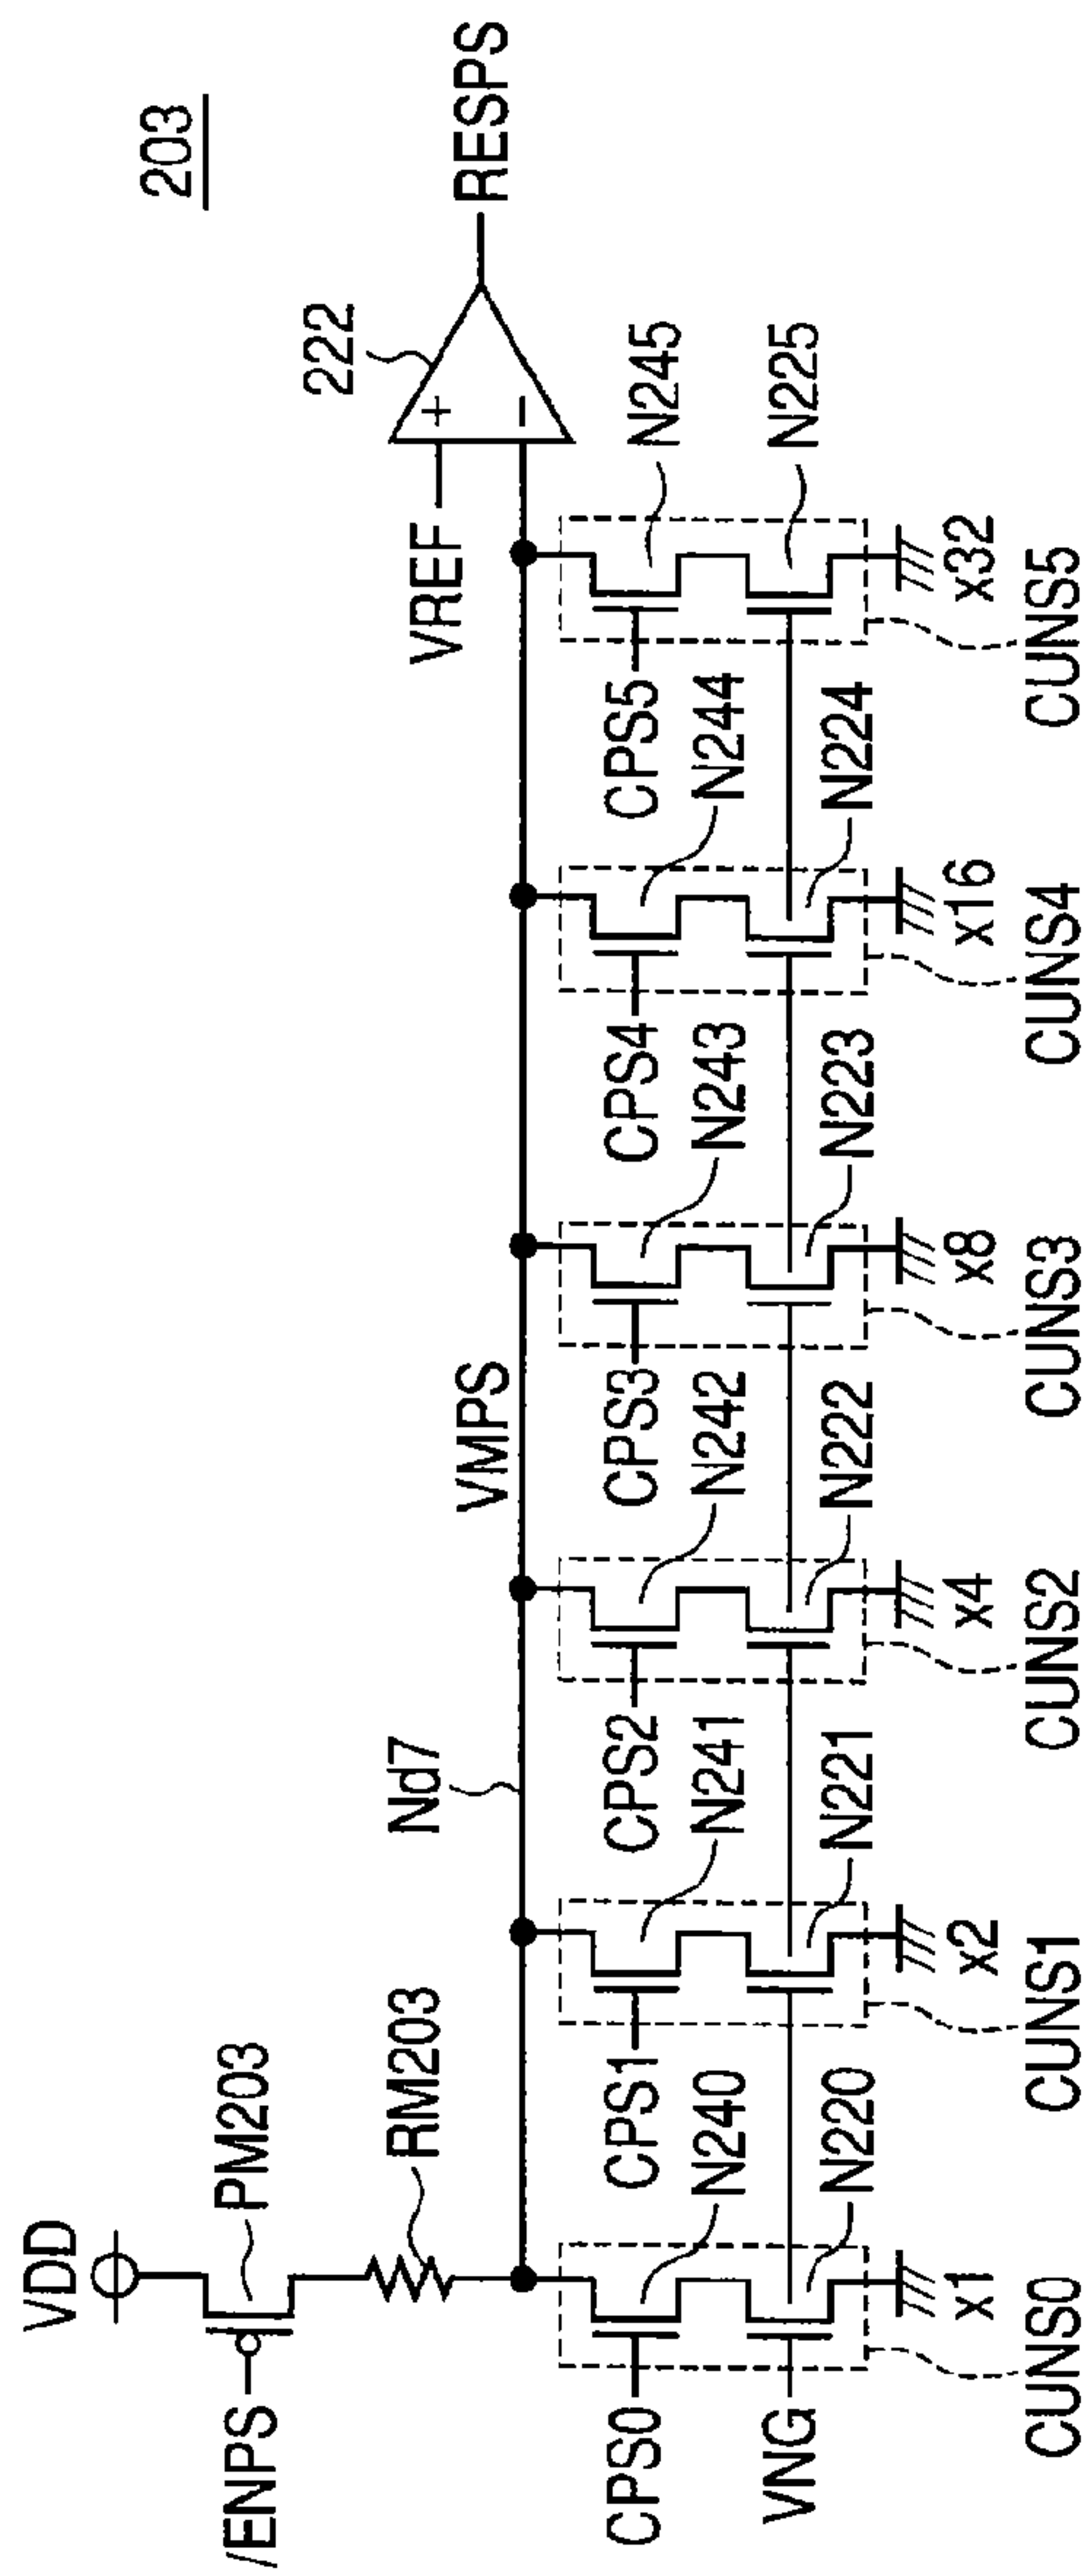 203
VDD
/ENPS
PM203
RM203
Nd7
VMPS
VREF
222
+
-
RESPS
CPS0
N240
CPS1
N241
CPS2
N242
CPS3
N243
CPS4
N244
CPS5
N245
VNG
N220
N221
N222
N223
N224
N225
x1
x2
x4
x8
x16
x32
CUNS0
CUNS1
CUNS2
CUNS3
CUNS4
CUNS5